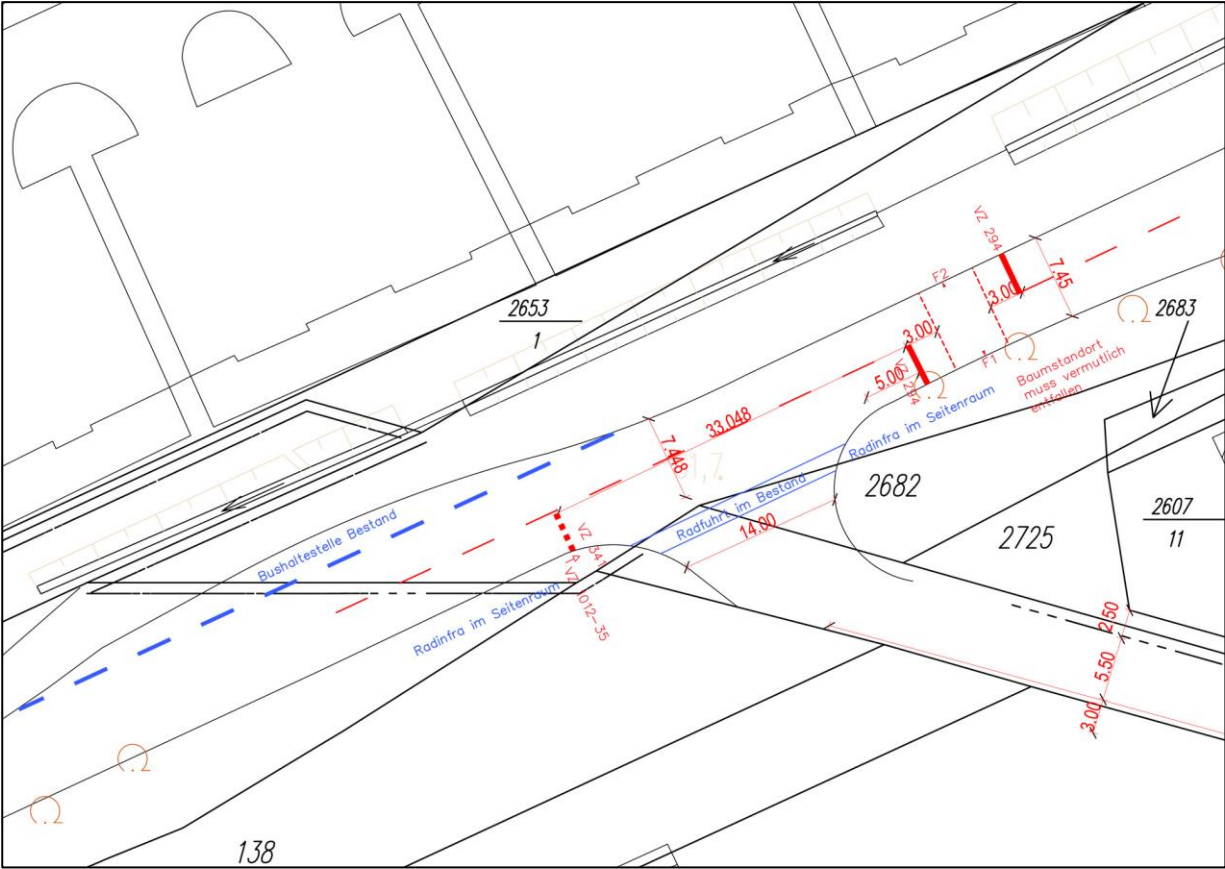 VZ 294
7.45
F2
3.00
2653
1
2683
3.00
F1
Baumstandort
muss vermutlich
entfallen
5.00
VZ 294
33.048
7.448
Radinfra im Seitenraum
2682
Radfuhrt im Bestand
14.00
2607
11
2725
Bushaltestelle Bestand
VZ 341
VZ 1012-35
Radinfra im Seitenraum
2.50
5.50
3.00
138